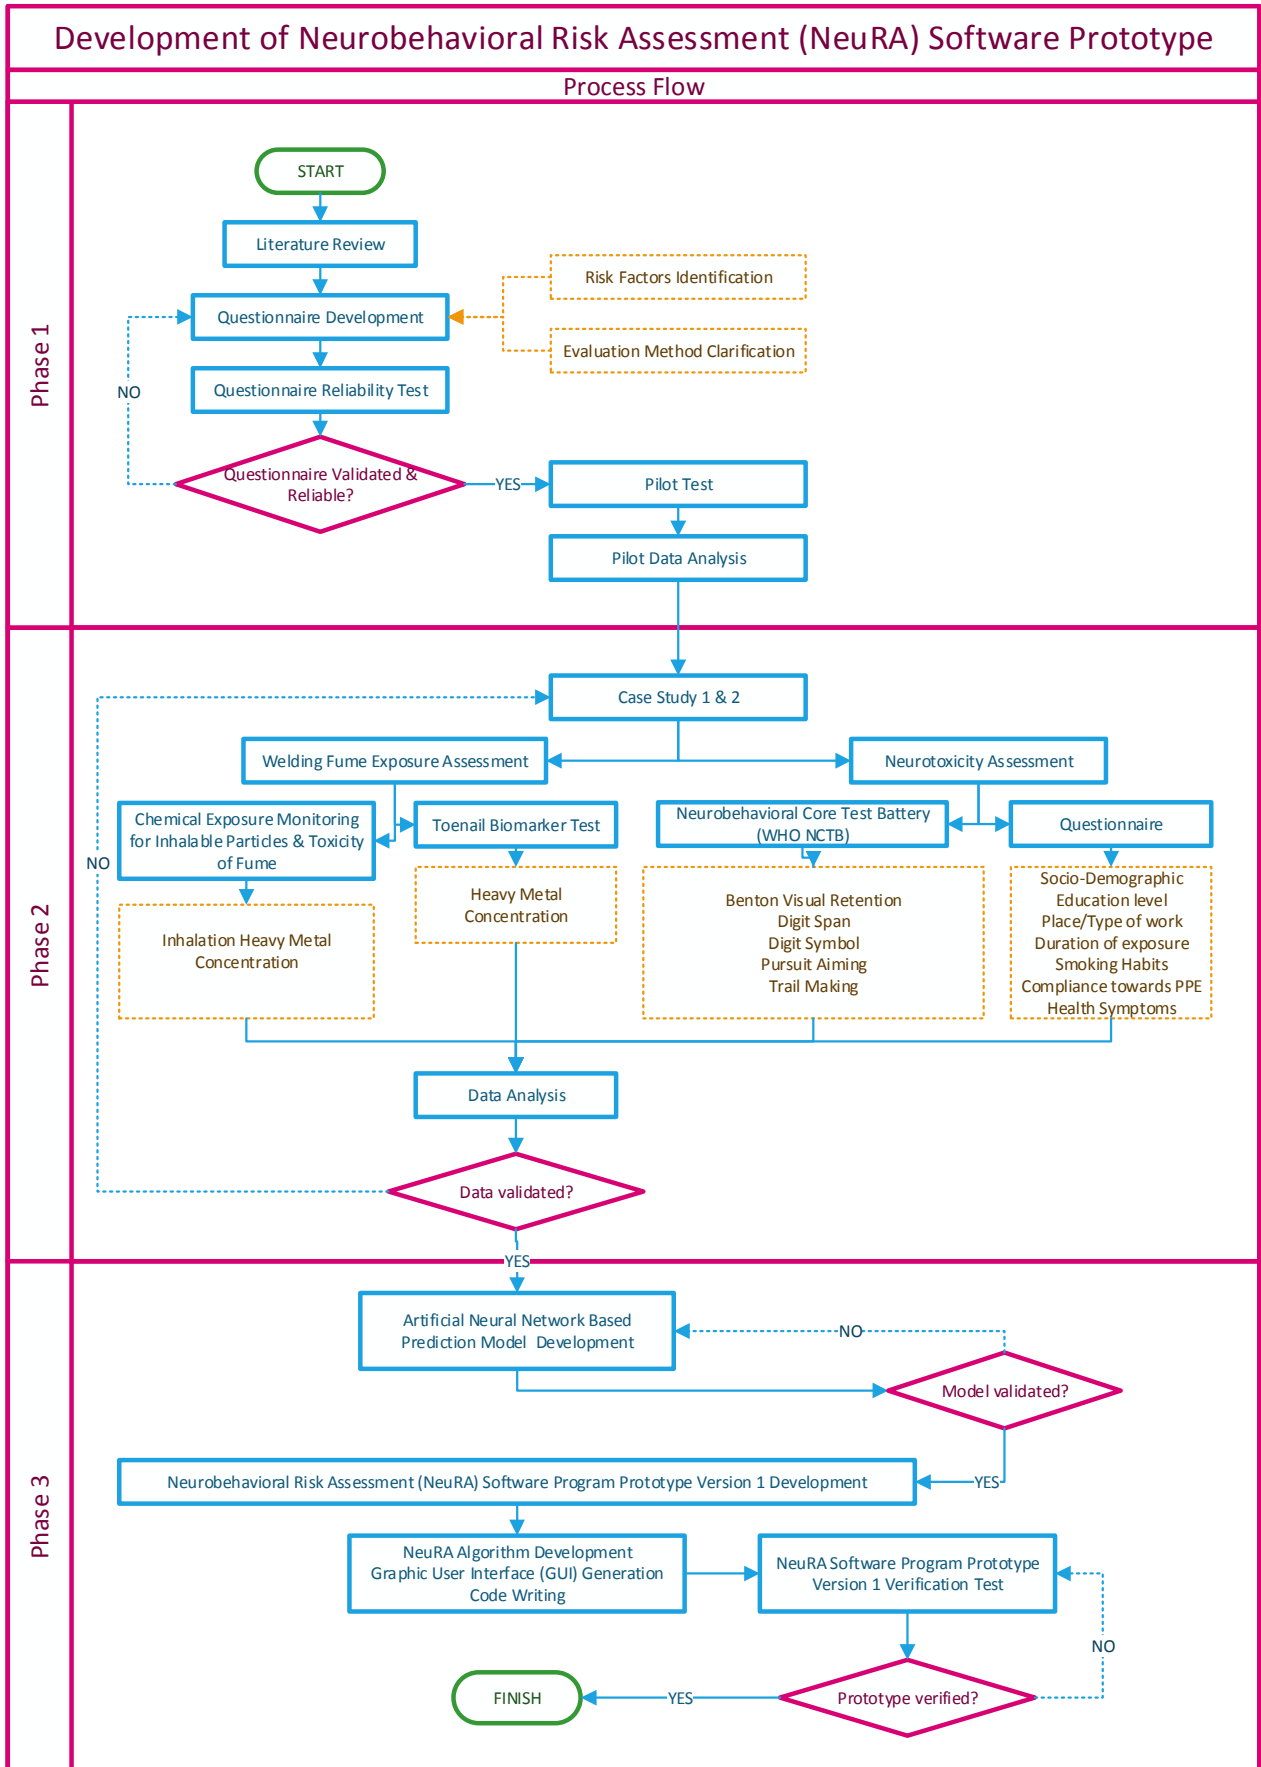 Development of Neurobehavioral Risk Assessment (NeuRA) Software Prototype
Process Flow
Phase 1
START
Literature Review
Risk Factors Identification
Questionnaire Development
Evaluation Method Clarification
NO
Questionnaire Reliability Test
Questionnaire Validated &
Reliable?
YES
Pilot Test
Pilot Data Analysis
Phase 2
Case Study 1 & 2
Welding Fume Exposure Assessment
Neurotoxicity Assessment
Chemical Exposure Monitoring
for Inhalable Particles & Toxicity
of Fume
Toenail Biomarker Test
Neurobehavioral Core Test Battery
(WHO NCTB)
Questionnaire
NO
Inhalation Heavy Metal
Concentration
Heavy Metal
Concentration
Benton Visual Retention
Digit Span
Digit Symbol
Pursuit Aiming
Trail Making
Socio-Demographic
Education level
Place/Type of work
Duration of exposure
Smoking Habits
Compliance towards PPE
Health Symptoms
Data Analysis
Data validated?
YES
Phase 3
Artificial Neural Network Based
Prediction Model Development
NO
Model validated?
YES
Neurobehavioral Risk Assessment (NeuRA) Software Program Prototype Version 1 Development
NeuRA Algorithm Development
Graphic User Interface (GUI) Generation
Code Writing
NeuRA Software Program Prototype
Version 1 Verification Test
NO
Prototype verified?
YES
FINISH